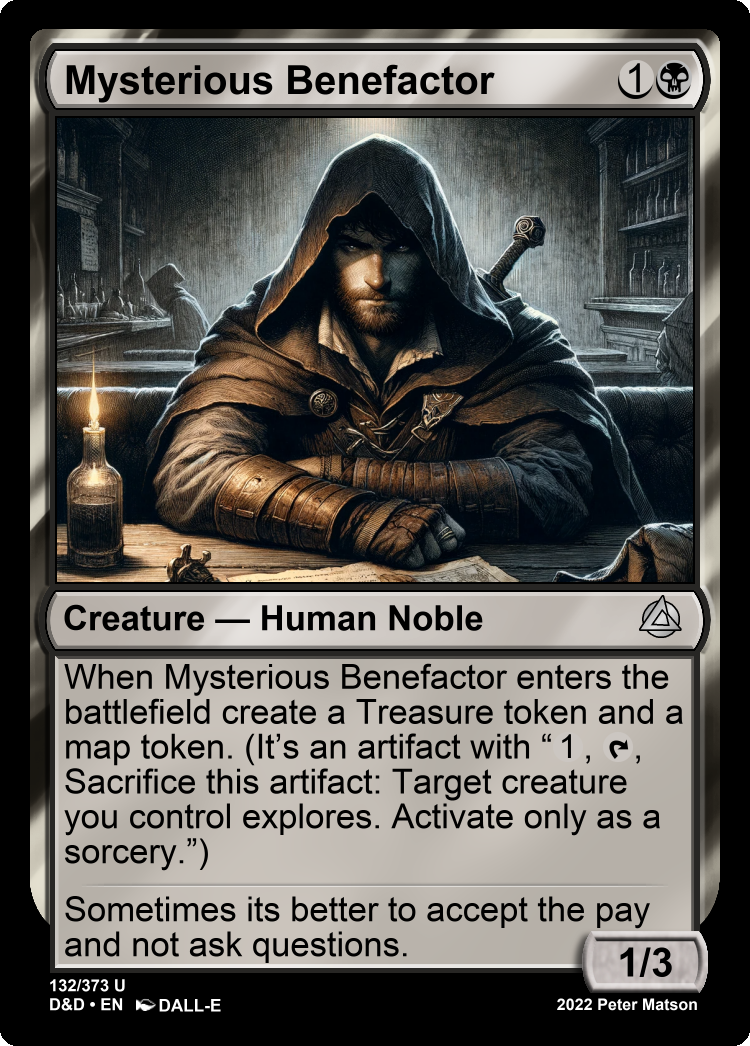 Mysterious Benefactor 1
Creature — Human Noble
When Mysterious Benefactor enters the
battlefield create a Treasure token and a
map token. (It’s an artifact with “ 1 , ,
Sacrifice this artifact: Target creature
you control explores. Activate only as a
sorcery.”)
Sometimes its better to accept the pay
and not ask questions.
1/3
132/373 U
D&D • EN DALL-E
2022 Peter Matson